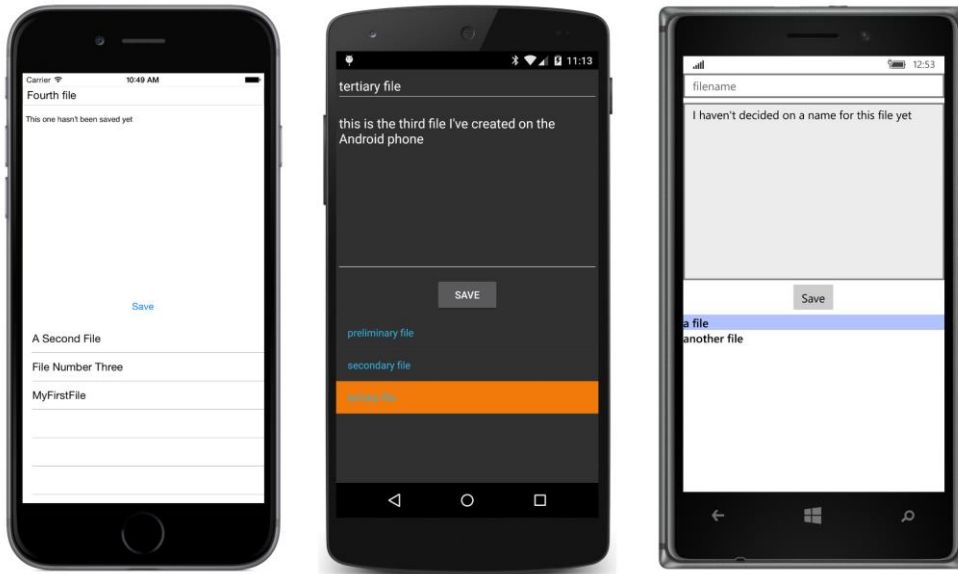 Carrier 10:49 AM
Fourth file
This one hasn't been saved yet
Save
A Second File
File Number Three
MyFirstFile
11:13
tertiary file
this is the third file I've created on the
Android phone
SAVE
preliminary file
secondary file
tertiary file
12:53
filename
I haven't decided on a name for this file yet
Save
a file
another file